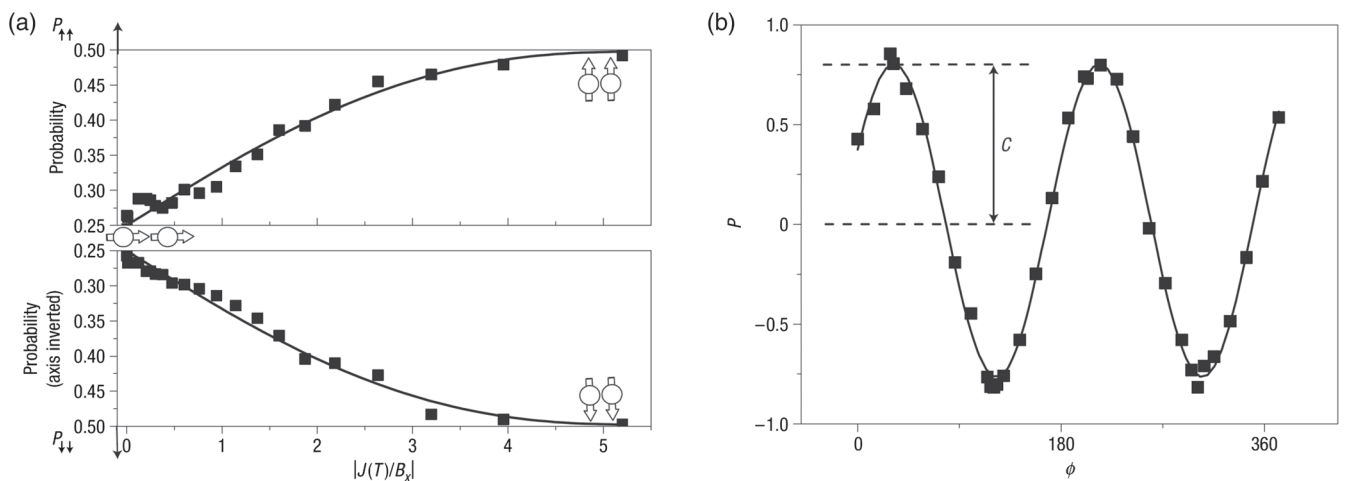 (a)
P↑↑
0.50
0.45
0.40
0.35
0.30
0.25
Probability
0.25
0.30
0.35
0.40
0.45
0.50
Probability
(axis inverted)
P↓↓
0 1 2 3 4 5
|J(T)/Bₓ|
(b)
1.0
0.5
0
−0.5
−1.0
P
C
0 180 360
ϕ